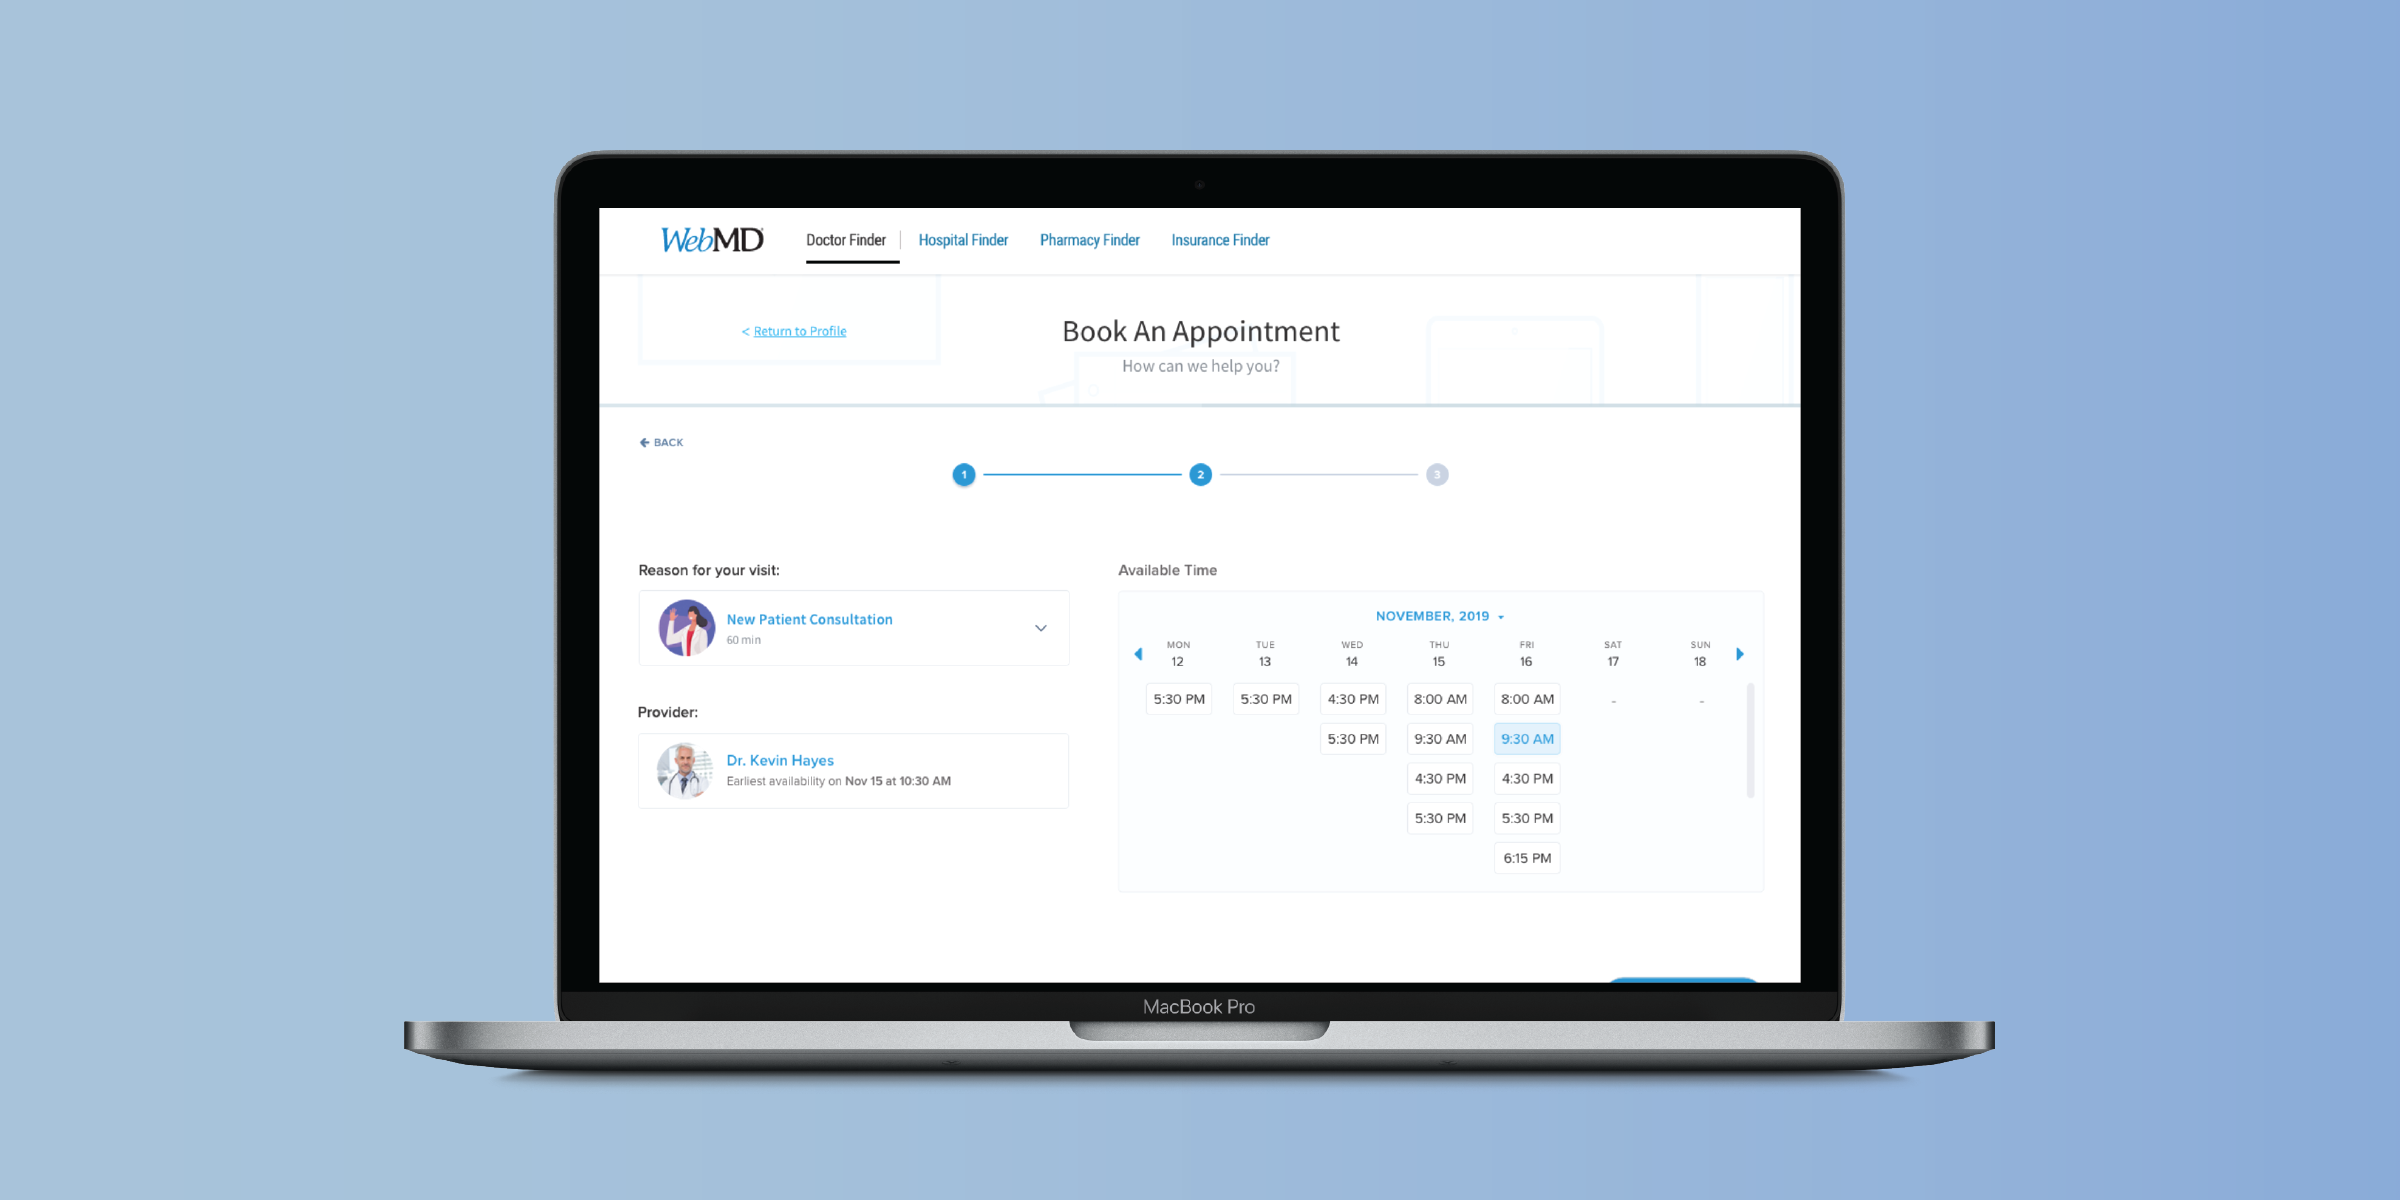 WebMD Doctor Finder Hospital Finder Pharmacy Finder Insurance Finder
< Return to Profile
Book An Appointment
How can we help you?
BACK
1 2 3
Reason for your visit:
New Patient Consultation
60 min
Provider:
Dr. Kevin Hayes
Earliest availability on Nov 15 at 10:30 AM
Available Time
NOVEMBER, 2019
MON TUE WED THU FRI SAT SUN
12 13 14 15 16 17 18
5:30 PM 5:30 PM 4:30 PM 8:00 AM 8:00 AM - -
5:30 PM 9:30 AM 9:30 AM
4:30 PM 4:30 PM
5:30 PM 5:30 PM
6:15 PM
MacBook Pro